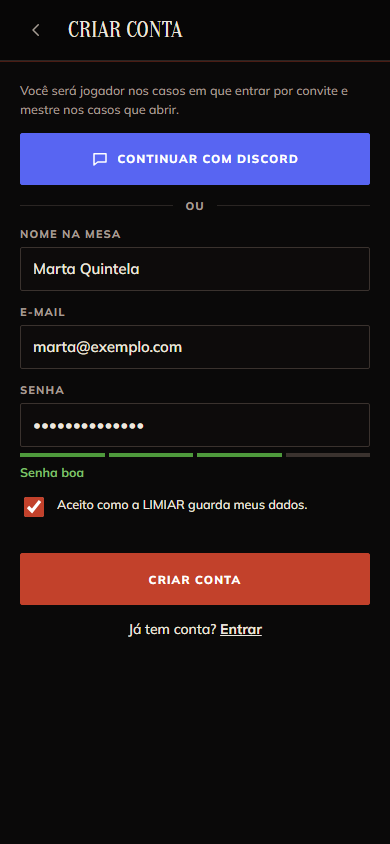 CRIAR CONTA
Você será jogador nos casos em que entrar por convite e
mestre nos casos que abrir.
CONTINUAR COM DISCORD
OU
NOME NA MESA
Marta Quintela
E-MAIL
marta@exemplo.com
SENHA
••••••••••••••
Senha boa
Aceito como a LIMIAR guarda meus dados.
CRIAR CONTA
Já tem conta? Entrar